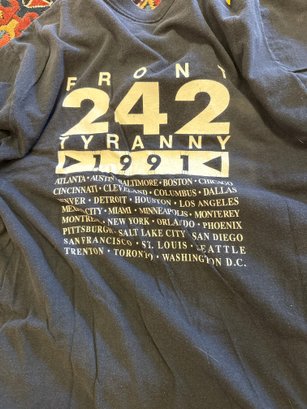 FRONT
242
TYRANNY
1991
ATLANTA · AUSTIN · BALTIMORE · BOSTON · CHICAGO
CINCINNATI · CLEVELAND · COLUMBUS · DALLAS
DENVER · DETROIT · HOUSTON · LOS ANGELES
MEXICO CITY · MIAMI · MINNEAPOLIS · MONTEREY
MONTREAL · NEW YORK · ORLANDO · PHOENIX
PITTSBURGH · SALT LAKE CITY · SAN DIEGO
SAN FRANCISCO · ST. LOUIS · SEATTLE
TRENTON · TORONTO · WASHINGTON D.C.